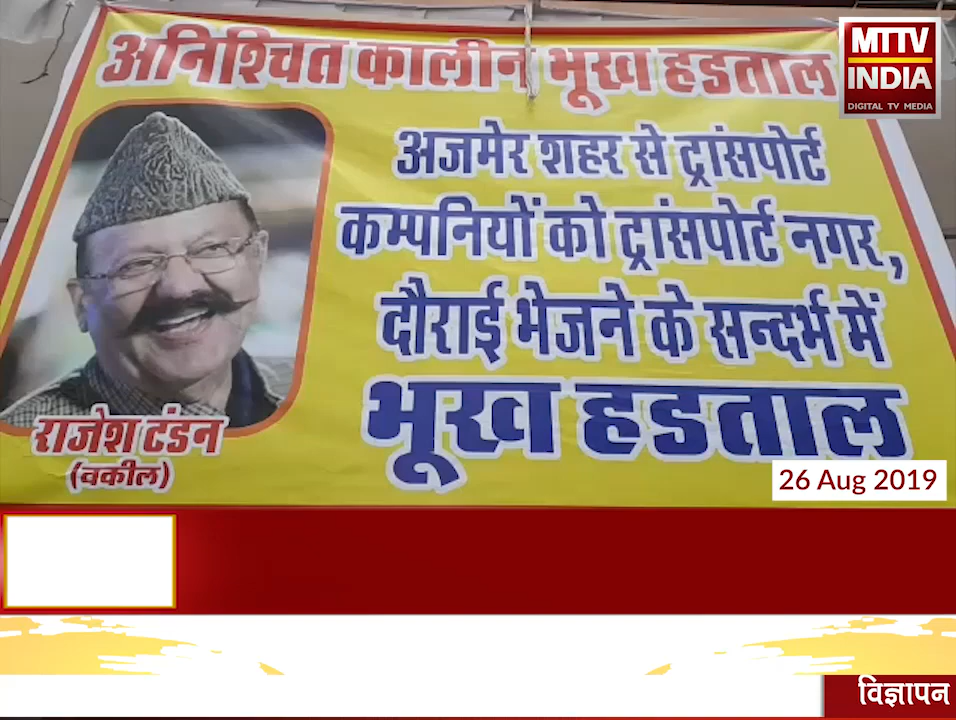 अनिश्चित कालीन भूख हडताल
MTTV
INDIA
DIGITAL TV MEDIA
अजमेर शहर से ट्रांसपोर्ट
कम्पनियों को ट्रांसपोर्ट नगर,
दौराई भेजने के सन्दर्भ में
भूख हडताल
राजेश टंडन
(वकील)
26 Aug 2019
विज्ञापन